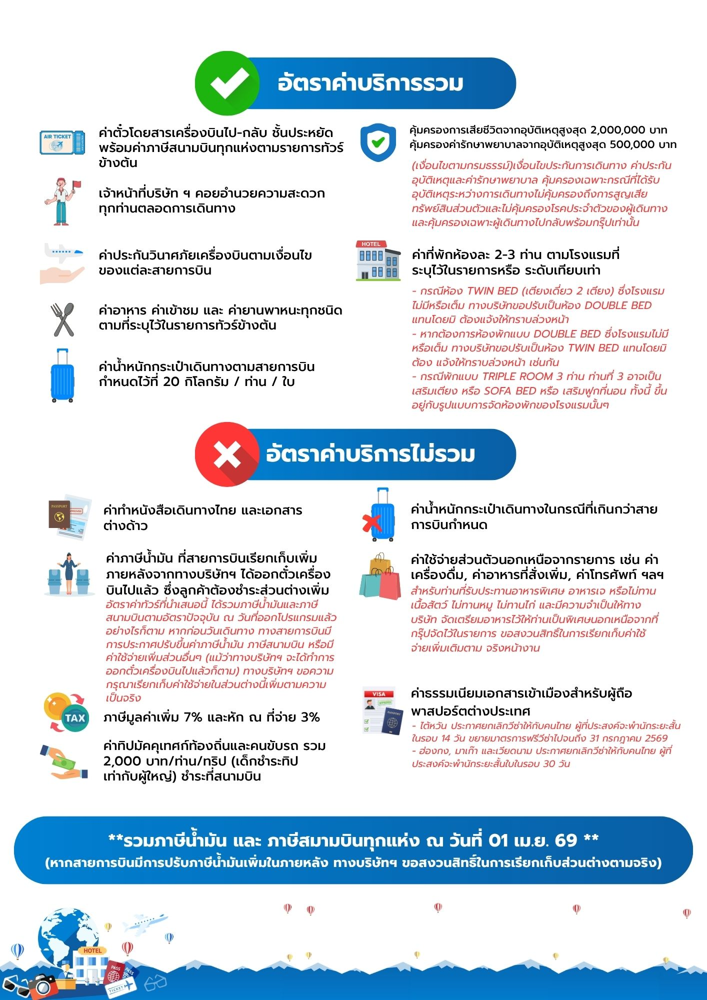 อัตราค่าบริการรวม
AIR TICKET
ค่าตั๋วโดยสารเครื่องบินไป-กลับ ชั้นประหยัด
พร้อมค่าภาษีสนามบินทุกแห่งตามรายการทัวร์
ข้างต้น
เจ้าหน้าที่บริษัท ฯ คอยอำนวยความสะดวก
ทุกท่านตลอดการเดินทาง
ค่าประกันวินาศภัยเครื่องบินตามเงื่อนไข
ของแต่ละสายการบิน
ค่าอาหาร ค่าเข้าชม และ ค่ายานพาหนะทุกชนิด
ตามที่ระบุไว้ในรายการทัวร์ข้างต้น
ค่าน้ำหนักกระเป๋าเดินทางตามสายการบิน
กำหนดไว้ที่ 20 กิโลกรัม / ท่าน / ใบ
คุ้มครองการเสียชีวิตจากอุบัติเหตุสูงสุด 2,000,000 บาท
คุ้มครองค่ารักษาพยาบาลจากอุบัติเหตุสูงสุด 500,000 บาท
(เงื่อนไขตามกรมธรรม์)เงื่อนไขประกันการเดินทาง ค่าประกัน
อุบัติเหตุและค่ารักษาพยาบาล คุ้มครองเฉพาะกรณีที่ได้รับ
อุบัติเหตุระหว่างการเดินทางไม่คุ้มครองถึงการสูญเสีย
ทรัพย์สินส่วนตัวและไม่คุ้มครองโรคประจำตัวของผู้เดินทาง
และคุ้มครองเฉพาะผู้เดินทางไปกลับพร้อมกรุ๊ปเท่านั้น
HOTEL
ค่าที่พักห้องละ 2-3 ท่าน ตามโรงแรมที่
ระบุไว้ในรายการหรือ ระดับเทียบเท่า
- กรณีห้อง TWIN BED (เตียงเดี่ยว 2 เตียง) ซึ่งโรงแรม
ไม่มีหรือเต็ม ทางบริษัทขอปรับเป็นห้อง DOUBLE BED
แทนโดยมิ ต้องแจ้งให้ทราบล่วงหน้า
- หากต้องการห้องพักแบบ DOUBLE BED ซึ่งโรงแรมไม่มี
หรือเต็ม ทางบริษัทขอปรับเป็นห้อง TWIN BED แทนโดยมิ
ต้อง แจ้งให้ทราบล่วงหน้า เช่นกัน
- กรณีพักแบบ TRIPLE ROOM 3 ท่าน ท่านที่ 3 อาจเป็น
เสริมเตียง หรือ SOFA BED หรือ เสริมฟูกที่นอน ทั้งนี้ ขึ้น
อยู่กับรูปแบบการจัดห้องพักของโรงแรมนั้นๆ
อัตราค่าบริการไม่รวม
PASSPORT
ค่าทำหนังสือเดินทางไทย และเอกสาร
ต่างด้าว
ค่าภาษีน้ำมัน ที่สายการบินเรียกเก็บเพิ่ม
ภายหลังจากทางบริษัทฯ ได้ออกตั๋วเครื่อง
บินไปแล้ว ซึ่งลูกค้าต้องชำระส่วนต่างเพิ่ม
อัตราค่าทัวร์ที่นำเสนอนี้ ได้รวมภาษีน้ำมันและภาษี
สนามบินตามอัตราปัจจุบัน ณ วันที่ออกโปรแกรมแล้ว
อย่างไรก็ตาม หากก่อนวันเดินทาง ทางสายการบินมี
การประกาศปรับขึ้นค่าภาษีน้ำมัน ภาษีสนามบิน หรือมี
ค่าใช้จ่ายเพิ่มส่วนอื่นๆ (แม้ว่าทางบริษัทฯ จะได้ทำการ
ออกตั๋วเครื่องบินไปแล้วก็ตาม) ทางบริษัทฯ ขอความ
กรุณาเรียกเก็บค่าใช้จ่ายในส่วนต่างนี้เพิ่มตามความ
เป็นจริง
TAX
ภาษีมูลค่าเพิ่ม 7% และหัก ณ ที่จ่าย 3%
ค่าทิปมัคคุเทศก์ท้องถิ่นและคนขับรถ รวม
2,000 บาท/ท่าน/ทริป (เด็กชำระทิป
เท่ากับผู้ใหญ่) ชำระที่สนามบิน
ค่าน้ำหนักกระเป๋าเดินทางในกรณีที่เกินกว่าสาย
การบินกำหนด
ค่าใช้จ่ายส่วนตัวนอกเหนือจากรายการ เช่น ค่า
เครื่องดื่ม, ค่าอาหารที่สั่งเพิ่ม, ค่าโทรศัพท์ ฯลฯ
สำหรับท่านที่รับประทานอาหารพิเศษ อาหารเจ หรือไม่ทาน
เนื้อสัตว์ ไม่ทานหมู ไม่ทานไก่ และมีความจำเป็นให้ทาง
บริษัท จัดเตรียมอาหารไว้ให้ท่านเป็นพิเศษนอกเหนือจากที่
กรุ๊ปจัดไว้ในรายการ ขอสงวนสิทธิ์ในการเรียกเก็บค่าใช้
จ่ายเพิ่มเติมตาม จริงหน้างาน
VISA
APPROVED
PASSPORT
ค่าธรรมเนียมเอกสารเข้าเมืองสำหรับผู้ถือ
พาสปอร์ตต่างประเทศ
- ไต้หวัน ประกาศยกเลิกวีซ่าให้กับคนไทย ผู้ที่ประสงค์จะพำนักระยะสั้น
ในรอบ 14 วัน ขยายมาตรการฟรีวีซ่าไปจนถึง 31 กรกฎาคม 2569
- ฮ่องกง, มาเก๊า และเวียดนาม ประกาศยกเลิกวีซ่าให้กับคนไทย ผู้ที่
ประสงค์จะพำนักระยะสั้นใบในรอบ 30 วัน
**รวมภาษีน้ำมัน และ ภาษีสมามบินทุกแห่ง ณ วันที่ 01 เม.ย. 69 **
(หากสายการบินมีการปรับภาษีน้ำมันเพิ่มในภายหลัง ทางบริษัทฯ ขอสงวนสิทธิ์ในการเรียกเก็บส่วนต่างตามจริง)
HOTEL
PASS
PASS
TICKET